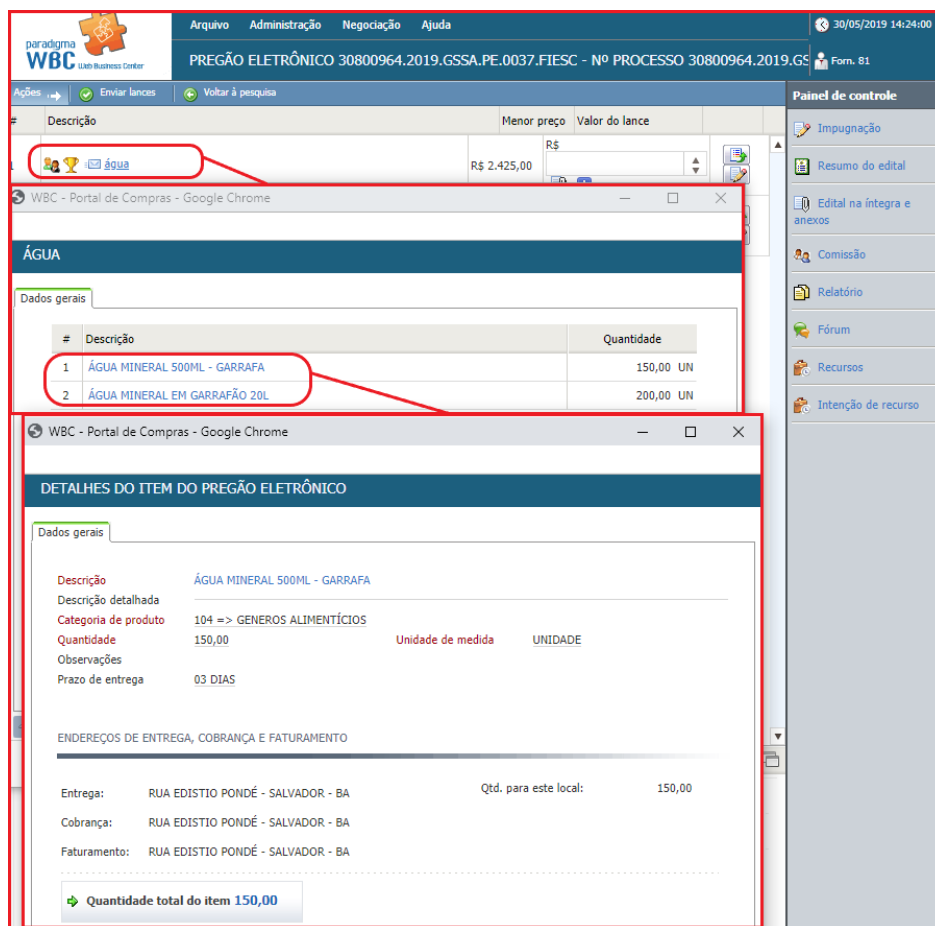 paradigma
WBC Web Business Center
Arquivo Administração Negociação Ajuda
30/05/2019 14:24:00
PREGÃO ELETRÔNICO 30800964.2019.GSSA.PE.0037.FIESC - Nº PROCESSO 30800964.2019.GS
Forn. 81
Ações Enviar lances Voltar à pesquisa
Painel de controle
# Descrição Menor preço Valor do lance
Impugnação
R$
água R$ 2.425,00
Resumo do edital
WBC - Portal de Compras - Google Chrome
Edital na íntegra e
anexos
ÁGUA
Comissão
Dados gerais
Relatório
# Descrição Quantidade
Fórum
1 ÁGUA MINERAL 500ML - GARRAFA 150,00 UN
Recursos
2 ÁGUA MINERAL EM GARRAFÃO 20L 200,00 UN
Intenção de recurso
WBC - Portal de Compras - Google Chrome
DETALHES DO ITEM DO PREGÃO ELETRÔNICO
Dados gerais
Descrição ÁGUA MINERAL 500ML - GARRAFA
Descrição detalhada
Categoria de produto 104 => GENEROS ALIMENTÍCIOS
Quantidade 150,00 Unidade de medida UNIDADE
Observações
Prazo de entrega 03 DIAS
ENDEREÇOS DE ENTREGA, COBRANÇA E FATURAMENTO
Entrega: RUA EDISTIO PONDÉ - SALVADOR - BA Qtd. para este local: 150,00
Cobrança: RUA EDISTIO PONDÉ - SALVADOR - BA
Faturamento: RUA EDISTIO PONDÉ - SALVADOR - BA
Quantidade total do item 150,00